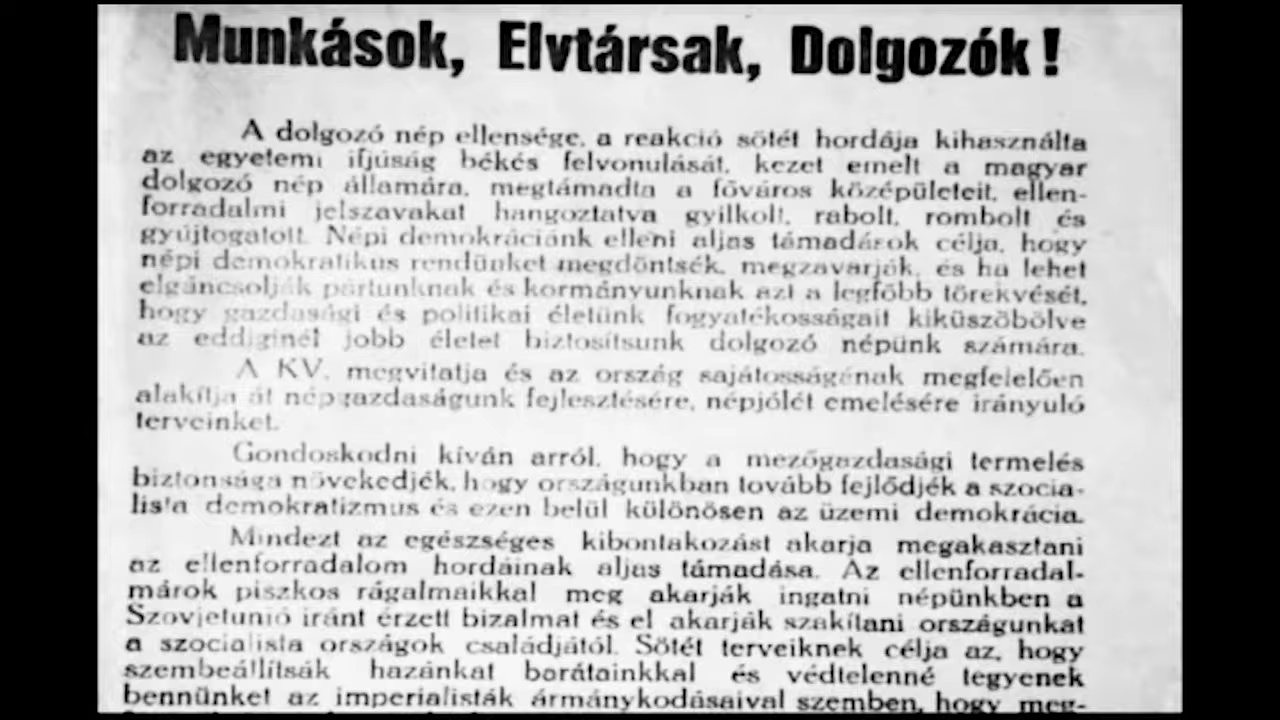 Munkások, Elvtársak, Dolgozók!
A dolgozó nép ellensége, a reakció sötét hordája kihasználta
az egyetemi ifjúság békés felvonulását, kezet emelt a magyar
dolgozó nép államára, megtámadta a főváros középületeit, ellen-
forradalmi jelszavakat hangoztatva gyilkolt, rabolt, rombolt és
gyújtogatott. Népi demokráciánk elleni aljas támadások célja, hogy
népi demokratikus rendünket megdöntsék, megzavarják, és ha lehet
elgáncsolják pártunknak és kormányunknak azt a legfőbb törekvését,
hogy gazdasági és politikai életünk fogyatékosságait kiküszöbölve
az eddiginél jobb életet biztosítsunk dolgozó népünk számára.
A KV. megvitatja és az ország sajátosságának megfelelően
alakítja át népgazdaságunk fejlesztésére, népjólét emelésére irányuló
terveinket.
Gondoskodni kíván arról, hogy a mezőgazdasági termelés
biztonsága növekedjék, hogy országunkban tovább fejlődjék a szocia-
lista demokratizmus és ezen belül különösen az üzemi demokrácia.
Mindezt az egészséges kibontakozást akarja megakasztani
az ellenforradalom hordáinak aljas támadása. Az ellenforradal-
márok piszkos rágalmaikkal meg akarják ingatni népünkben a
Szovjetunió iránt érzett bizalmat és el akarják szakítani országunkat
a szocialista országok családjától. Sötét terveiknek célja az, hogy
szembeállítsák hazánkat barátainkkal és védtelenné tegyenek
bennünket az imperialisták ármánykodásaival szemben, hogy meg-